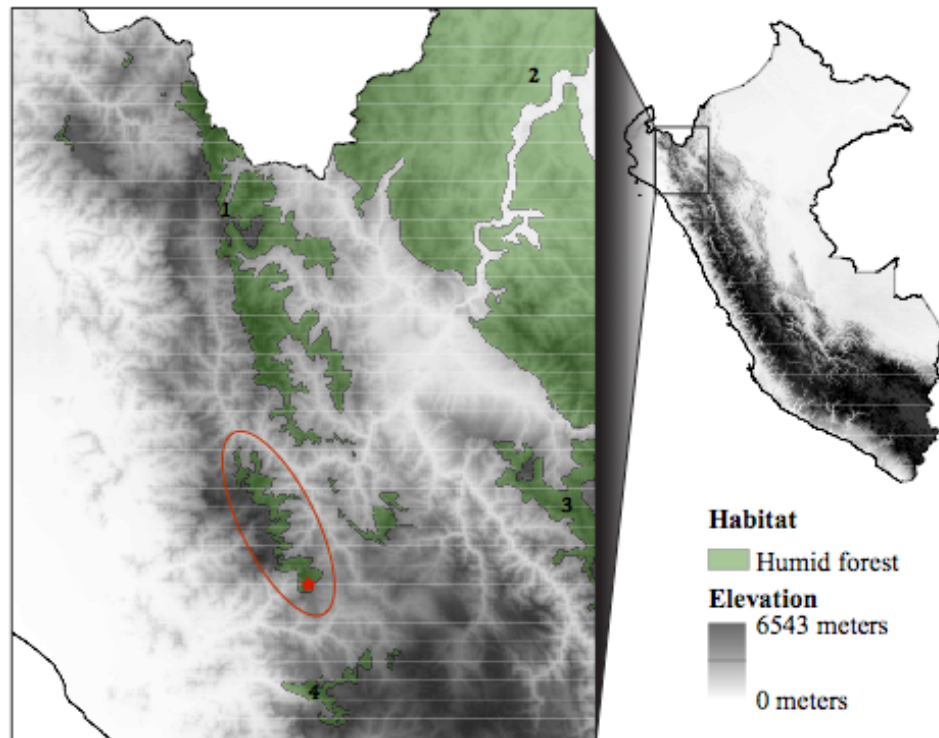 2
1
3
4
Habitat
Humid forest
Elevation
6543 meters
0 meters